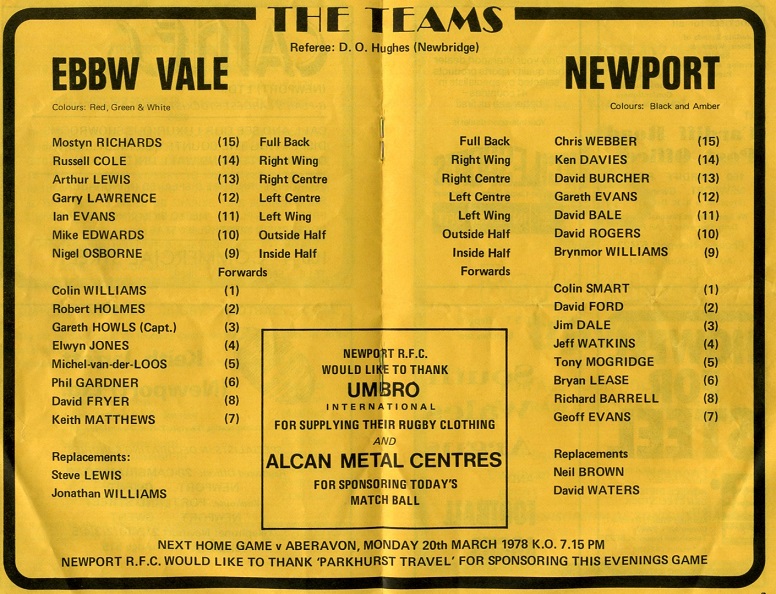 THE TEAMS
Referee: D. O. Hughes (Newbridge)
EBBW VALE
Colours: Red, Green & White
Mostyn RICHARDS (15) Full Back
Russell COLE (14) Right Wing
Arthur LEWIS (13) Right Centre
Garry LAWRENCE (12) Left Centre
Ian EVANS (11) Left Wing
Mike EDWARDS (10) Outside Half
Nigel OSBORNE (9) Inside Half
Forwards
Colin WILLIAMS (1)
Robert HOLMES (2)
Gareth HOWLS (Capt.) (3)
Elwyn JONES (4)
Michel-van-der-LOOS (5)
Phil GARDNER (6)
David FRYER (8)
Keith MATTHEWS (7)
Replacements:
Steve LEWIS
Jonathan WILLIAMS
NEWPORT
Colours: Black and Amber
Full Back Chris WEBBER (15)
Right Wing Ken DAVIES (14)
Right Centre David BURCHER (13)
Left Centre Gareth EVANS (12)
Left Wing David BALE (11)
Outside Half David ROGERS (10)
Inside Half Brynmor WILLIAMS (9)
Forwards
Colin SMART (1)
David FORD (2)
Jim DALE (3)
Jeff WATKINS (4)
Tony MOGRIDGE (5)
Bryan LEASE (6)
Richard BARRELL (8)
Geoff EVANS (7)
Replacements
Neil BROWN
David WATERS
NEWPORT R.F.C.
WOULD LIKE TO THANK
UMBRO
INTERNATIONAL
FOR SUPPLYING THEIR RUGBY CLOTHING
AND
ALCAN METAL CENTRES
FOR SPONSORING TODAY'S
MATCH BALL
NEXT HOME GAME v ABERAVON, MONDAY 20th MARCH 1978 K.O. 7.15 PM
NEWPORT R.F.C. WOULD LIKE TO THANK 'PARKHURST TRAVEL' FOR SPONSORING THIS EVENINGS GAME